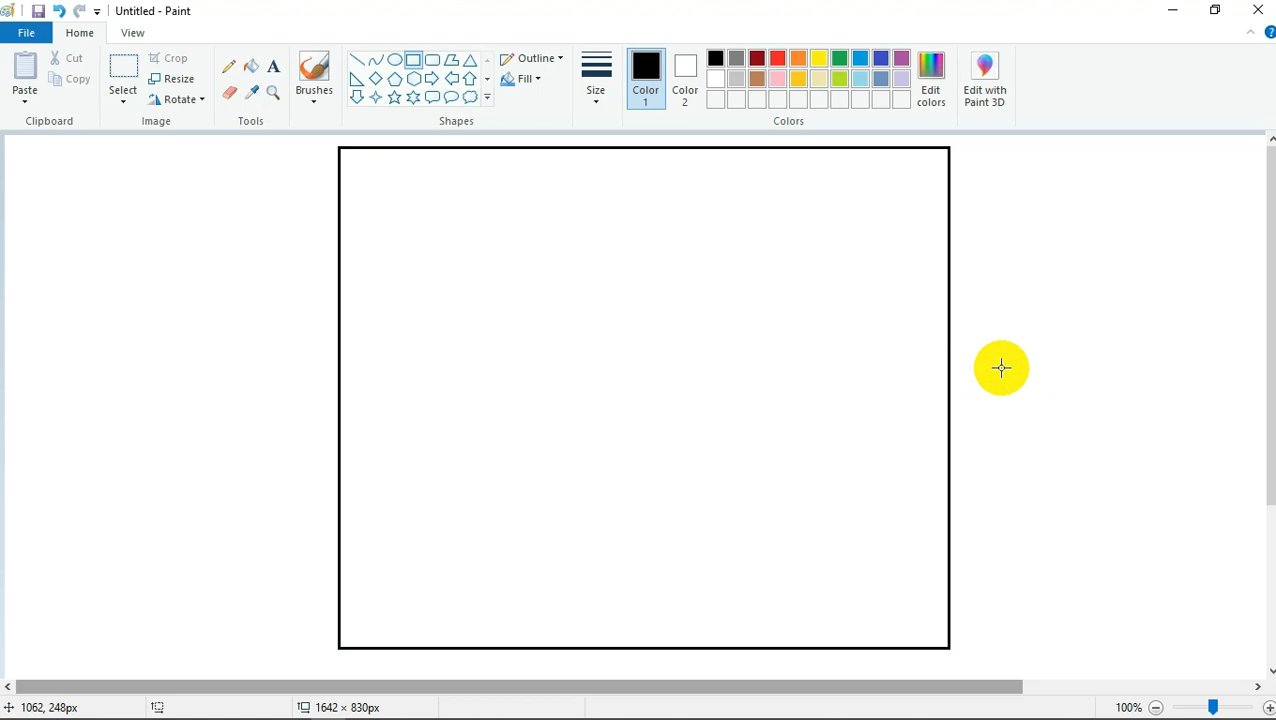 Untitled - Paint
File
Home
View
Paste
Cut
Copy
Clipboard
Select
Crop
Resize
Rotate
Image
A
Tools
Brushes
Outline
Fill
Shapes
Size
Color
1
Color
2
Colors
Edit
colors
Edit with
Paint 3D
1062, 248px
1642 × 830px
100%